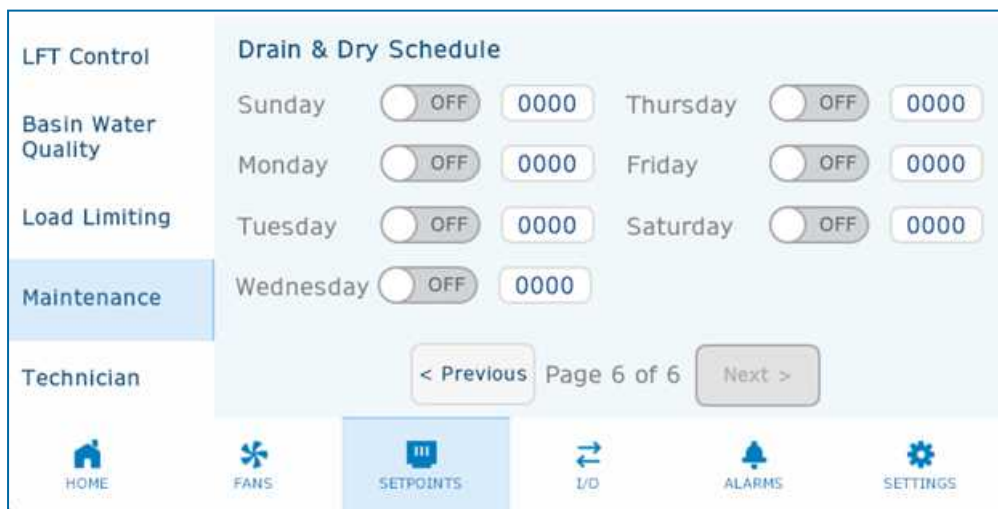 LFT Control
Basin Water
Quality
Load Limiting
Maintenance
Technician
Drain & Dry Schedule
Sunday OFF 0000 Thursday OFF 0000
Monday OFF 0000 Friday OFF 0000
Tuesday OFF 0000 Saturday OFF 0000
Wednesday OFF 0000
< Previous Page 6 of 6 Next >
HOME FANS SETPOINTS I/O ALARMS SETTINGS